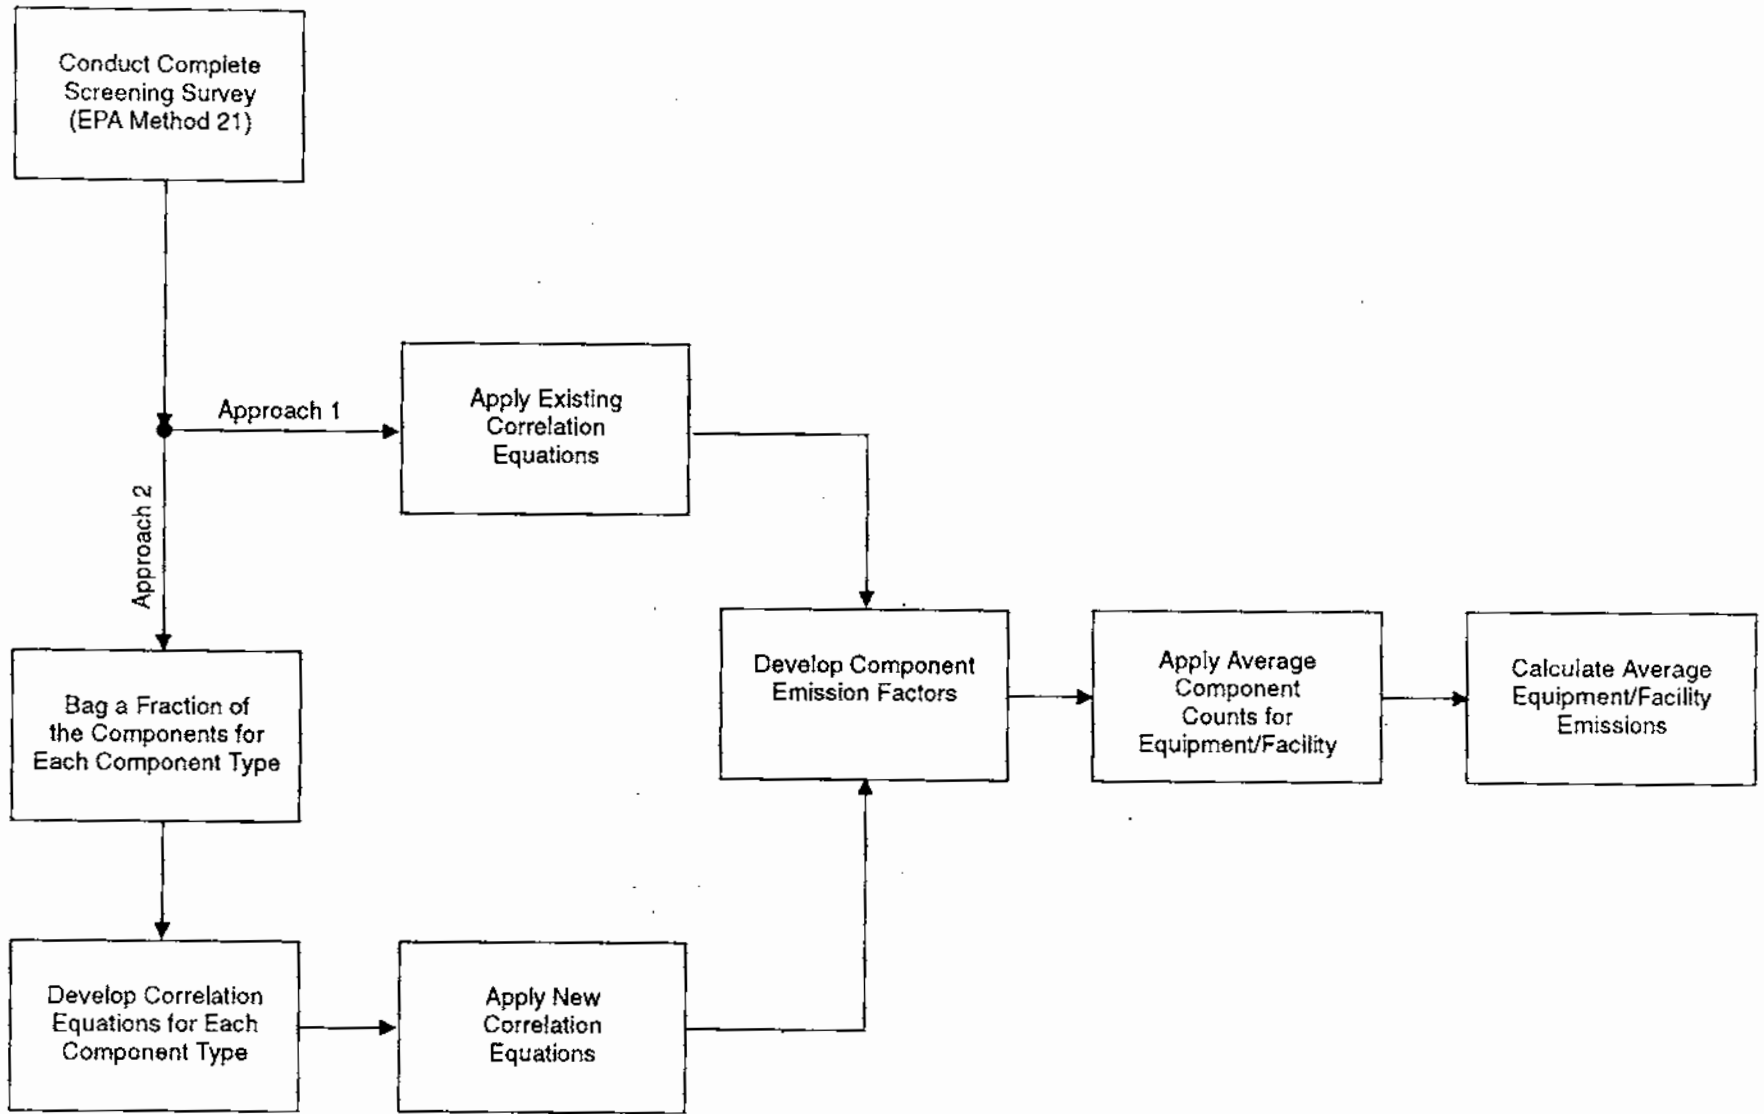 Conduct Complete
Screening Survey
(EPA Method 21)
Approach 1
Apply Existing
Correlation
Equations
Approach 2
Bag a Fraction of
the Components for
Each Component Type
Develop Correlation
Equations for Each
Component Type
Apply New
Correlation
Equations
Develop Component
Emission Factors
Apply Average
Component
Counts for
Equipment/Facility
Calculate Average
Equipment/Facility
Emissions